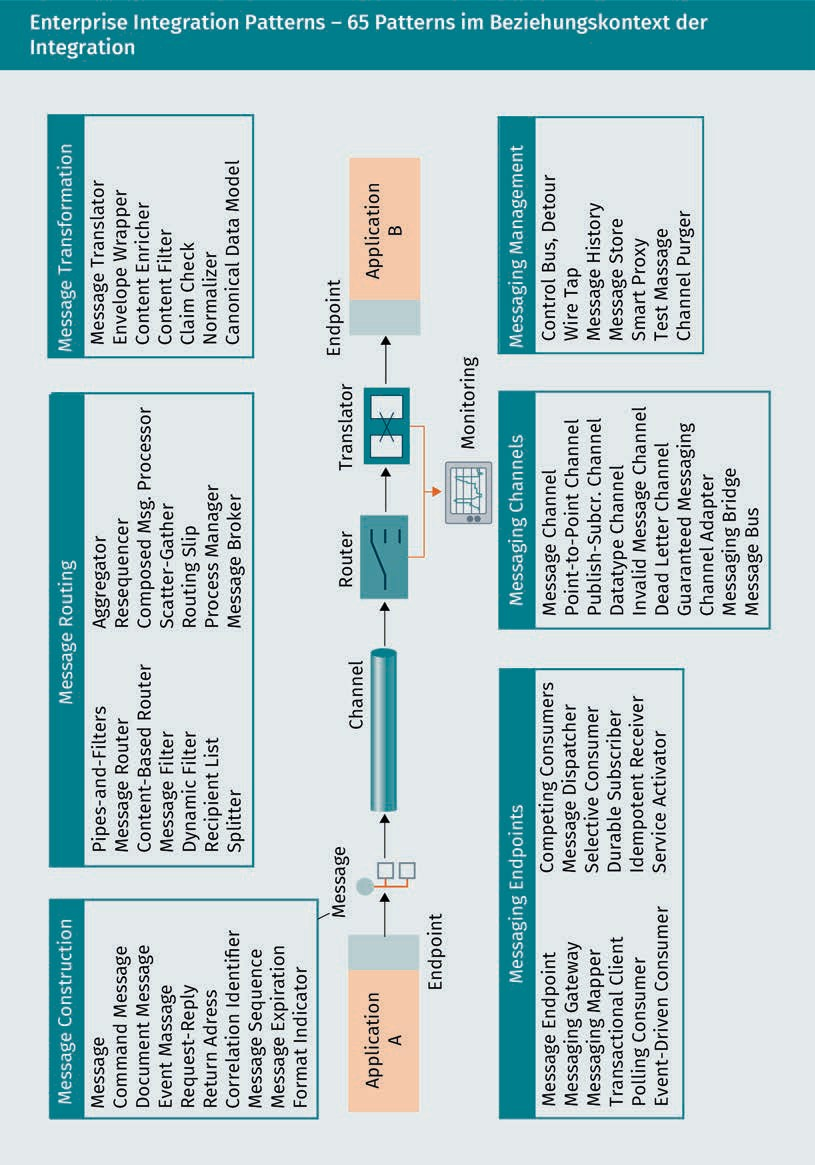 Enterprise Integration Patterns – 65 Patterns im Beziehungskontext der
Integration
Message Construction
Message
Command Message
Document Message
Event Massage
Request-Reply
Return Adress
Correlation Identifier
Message Sequence
Message Expiration
Format Indicator
Message Routing
Pipes-and-Filters
Message Router
Content-Based Router
Message Filter
Dynamic Filter
Recipient List
Splitter
Aggregator
Resequencer
Composed Msg. Processor
Scatter-Gather
Routing Slip
Process Manager
Message Broker
Message Transformation
Message Translator
Envelope Wrapper
Content Enricher
Content Filter
Claim Check
Normalizer
Canonical Data Model
Application
A
Endpoint
Message
Channel
Router
Translator
Monitoring
Endpoint
Application
B
Messaging Endpoints
Message Endpoint
Messaging Gateway
Messaging Mapper
Transactional Client
Polling Consumer
Event-Driven Consumer
Competing Consumers
Message Dispatcher
Selective Consumer
Durable Subscriber
Idempotent Receiver
Service Activator
Messaging Channels
Message Channel
Point-to-Point Channel
Publish-Subcr. Channel
Datatype Channel
Invalid Message Channel
Dead Letter Channel
Guaranteed Messaging
Channel Adapter
Messaging Bridge
Message Bus
Messaging Management
Control Bus, Detour
Wire Tap
Message History
Message Store
Smart Proxy
Test Massage
Channel Purger